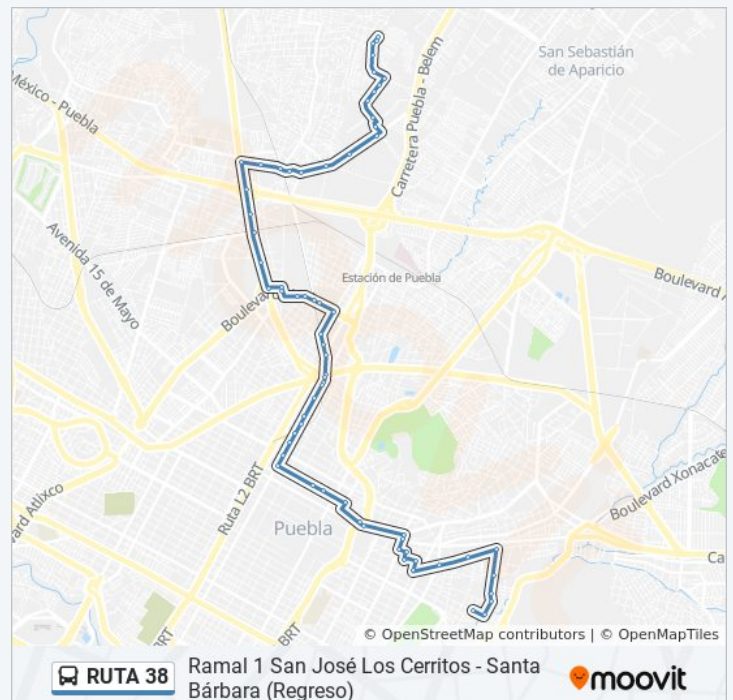 San Sebastián
de Aparicio
México - Puebla
Carretera Puebla - Belem
Avenida 15 de Mayo
Estación de Puebla
Boulevard A
Boulevard
Boulevard Xonacate
vard Atlixco
Ruta L2 BRT
Puebla
Ca
BRT
BRT
© OpenStreetMap contributors | © OpenMapTiles
RUTA 38
Ramal 1 San José Los Cerritos - Santa
Bárbara (Regreso)
moovit